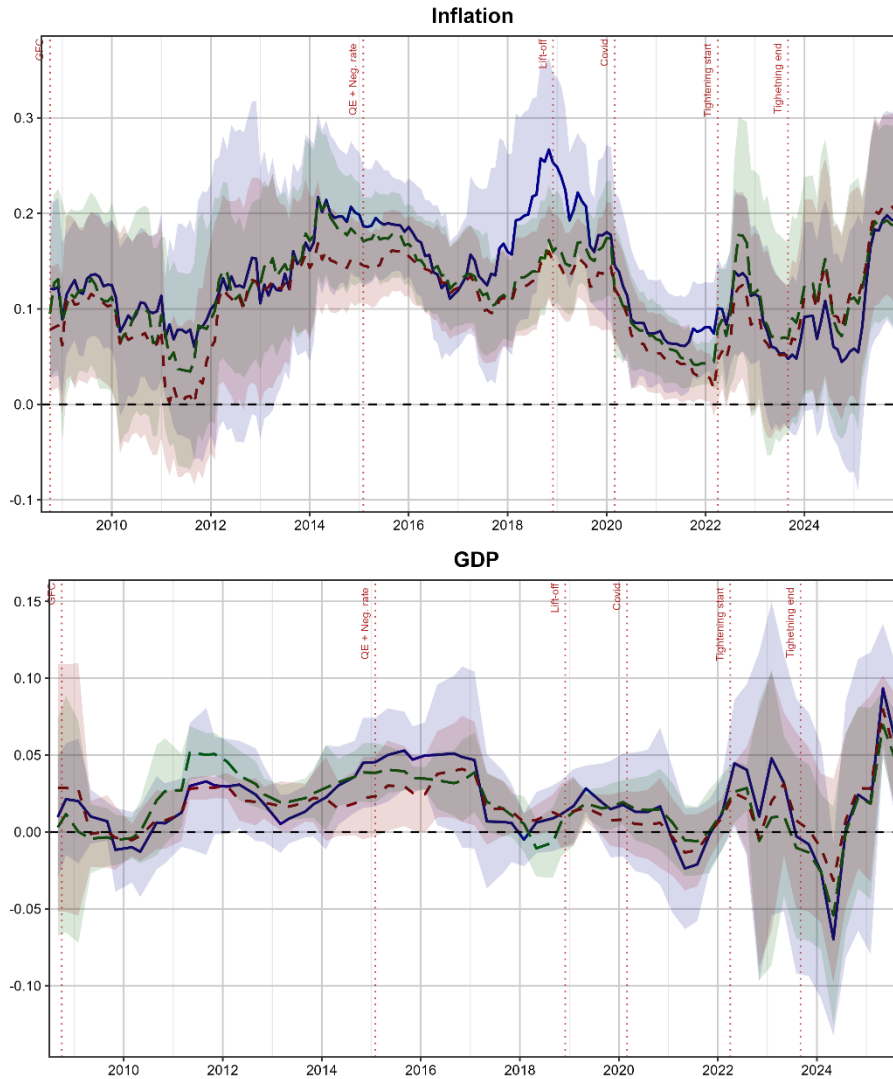 Inflation
GFC
QE + Neg. rate
Lift-off
Covid
Tightening start
Tighetning end
0.3
0.2
0.1
0.0
-0.1
2010 2012 2014 2016 2018 2020 2022 2024
GDP
GFC
QE + Neg. rate
Lift-off
Covid
Tightening start
Tighetning end
0.15
0.10
0.05
0.00
-0.05
-0.10
2010 2012 2014 2016 2018 2020 2022 2024